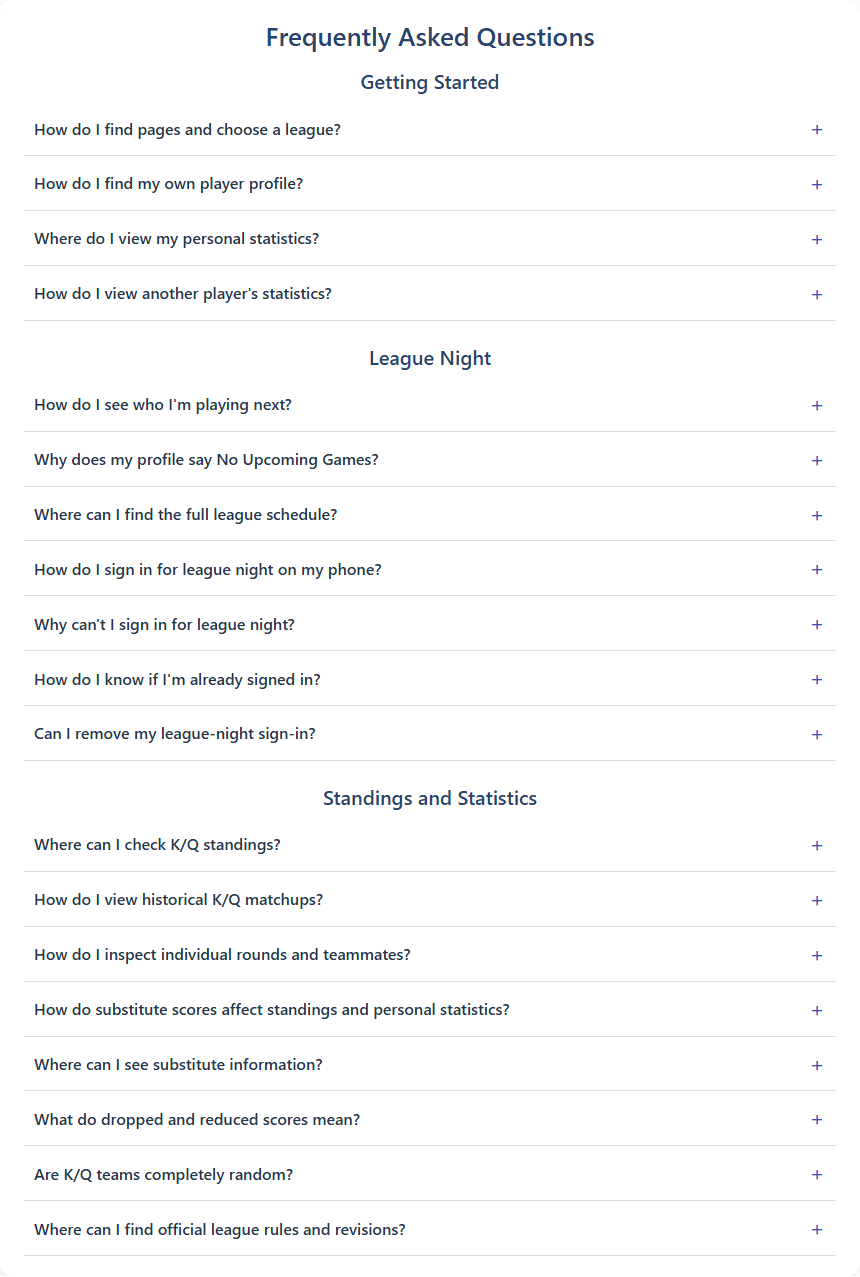 Frequently Asked Questions
Getting Started
How do I find pages and choose a league? +
How do I find my own player profile? +
Where do I view my personal statistics? +
How do I view another player's statistics? +
League Night
How do I see who I'm playing next? +
Why does my profile say No Upcoming Games? +
Where can I find the full league schedule? +
How do I sign in for league night on my phone? +
Why can't I sign in for league night? +
How do I know if I'm already signed in? +
Can I remove my league-night sign-in? +
Standings and Statistics
Where can I check K/Q standings? +
How do I view historical K/Q matchups? +
How do I inspect individual rounds and teammates? +
How do substitute scores affect standings and personal statistics? +
Where can I see substitute information? +
What do dropped and reduced scores mean? +
Are K/Q teams completely random? +
Where can I find official league rules and revisions? +